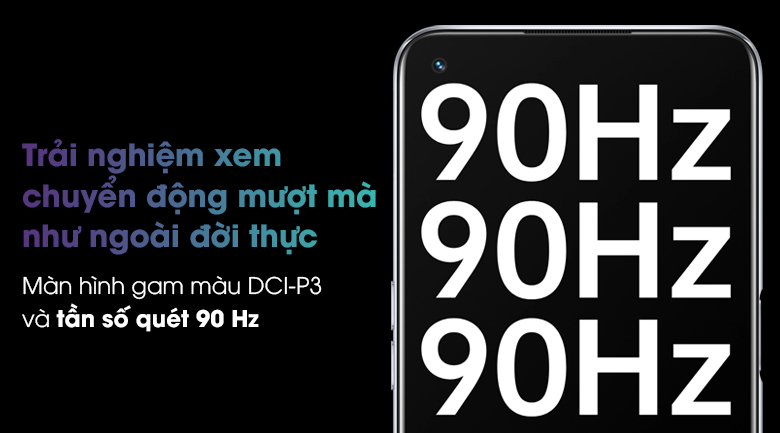 Trải nghiệm xem
chuyển động mượt mà
như ngoài đời thực
Màn hình gam màu DCI-P3
và tần số quét 90 Hz
90Hz
90Hz
90Hz